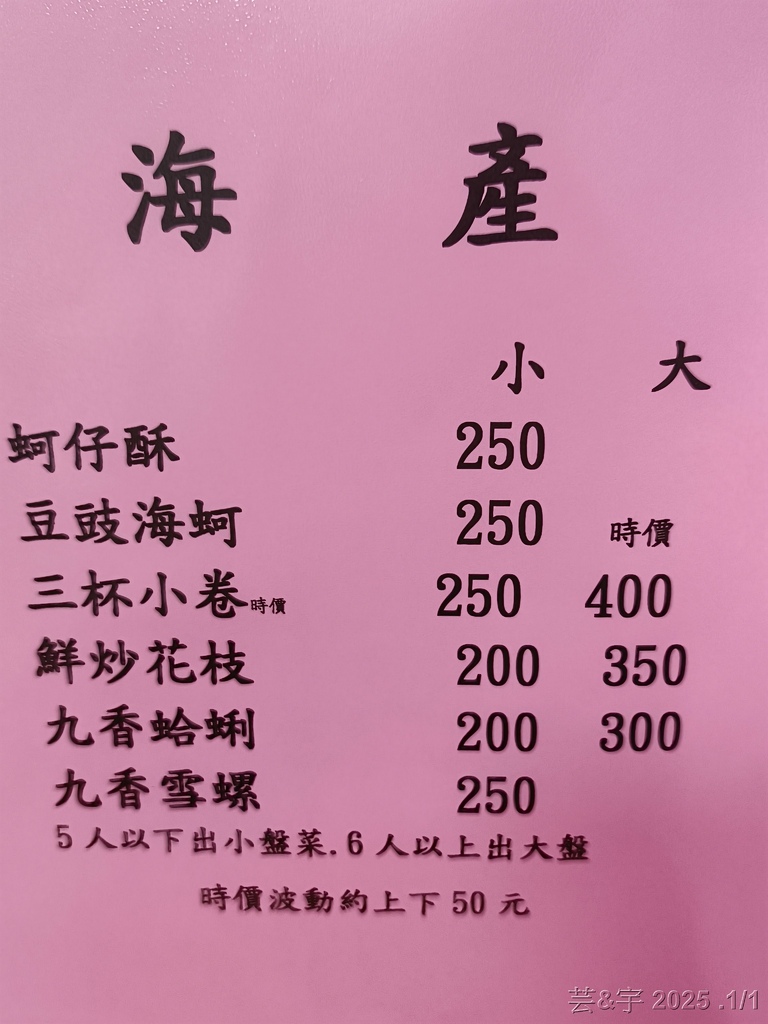 海產
小 大
蚵仔酥 250
豆豉海蚵 250 時價
三杯小卷時價 250 400
鮮炒花枝 200 350
九香蛤蜊 200 300
九香雪螺 250
5人以下出小盤菜.6人以上出大盤
時價波動約上下50元
芸&宇 2025 .1/1